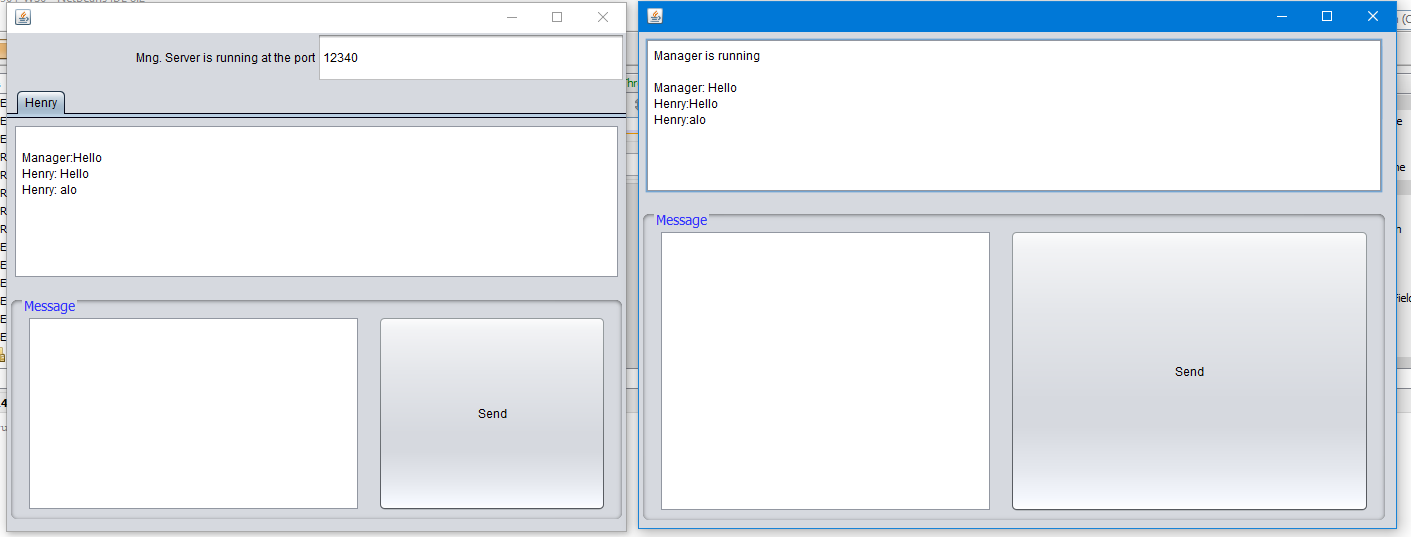 Mng. Server is running at the port 12340
Henry
Manager:Hello
Henry: Hello
Henry: alo
Message
Send
Manager is running
Manager: Hello
Henry:Hello
Henry:alo
Message
Send